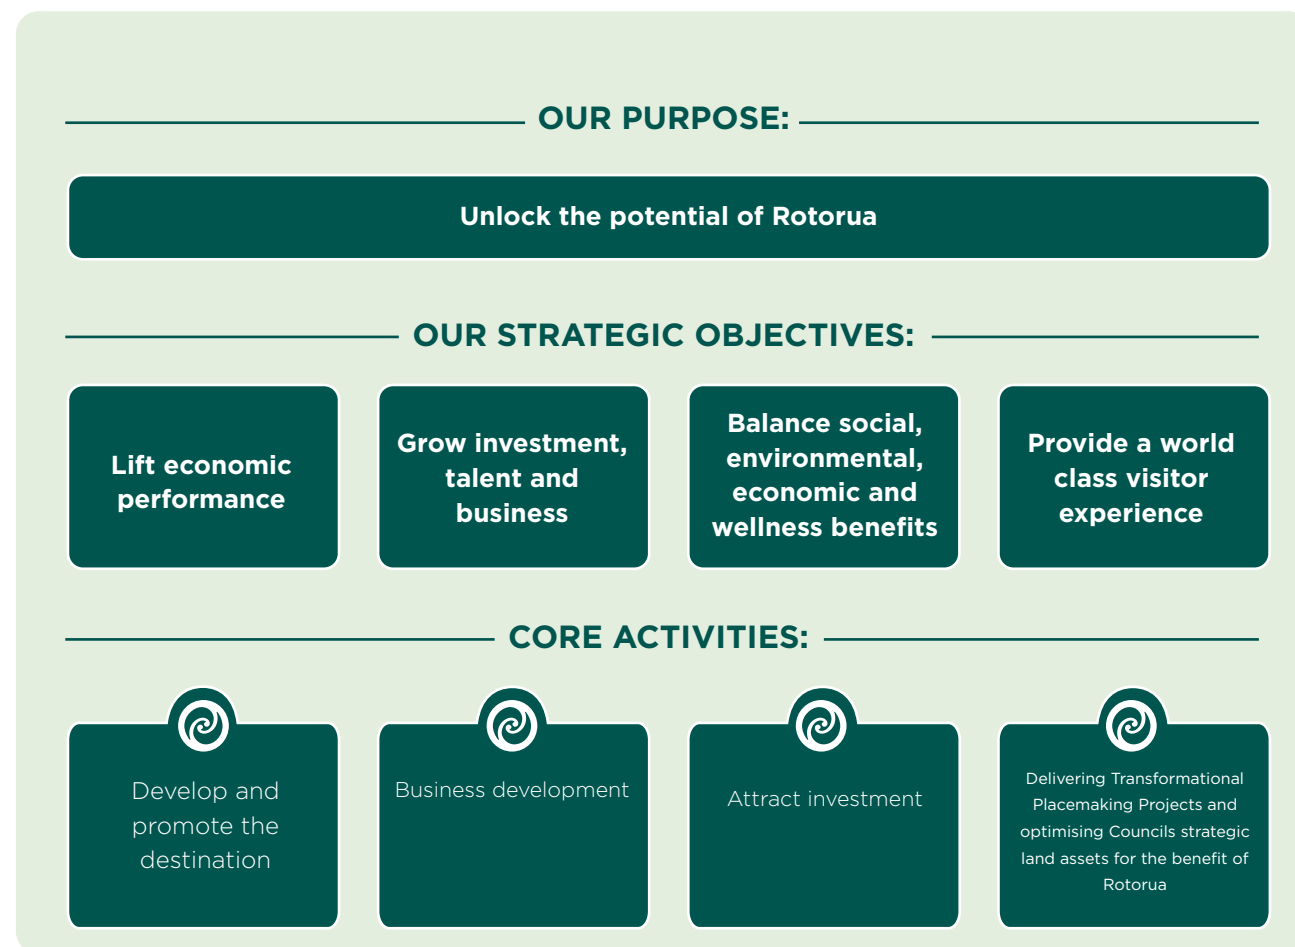 OUR PURPOSE:
Unlock the potential of Rotorua
OUR STRATEGIC OBJECTIVES:
Lift economic
performance
Grow investment,
talent and
business
Balance social,
environmental,
economic and
wellness benefits
Provide a world
class visitor
experience
CORE ACTIVITIES:
Develop and
promote the
destination
Business development
Attract investment
Delivering Transformational
Placemaking Projects and
optimising Councils strategic
land assets for the benefit of
Rotorua